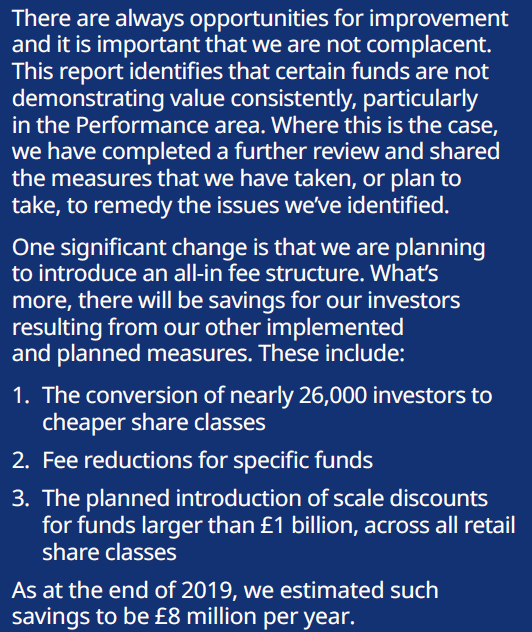 There are always opportunities for improvement
and it is important that we are not complacent.
This report identifies that certain funds are not
demonstrating value consistently, particularly
in the Performance area. Where this is the case,
we have completed a further review and shared
the measures that we have taken, or plan to
take, to remedy the issues we’ve identified.
One significant change is that we are planning
to introduce an all-in fee structure. What’s
more, there will be savings for our investors
resulting from our other implemented
and planned measures. These include:
1. The conversion of nearly 26,000 investors to
cheaper share classes
2. Fee reductions for specific funds
3. The planned introduction of scale discounts
for funds larger than £1 billion, across all retail
share classes
As at the end of 2019, we estimated such
savings to be £8 million per year.